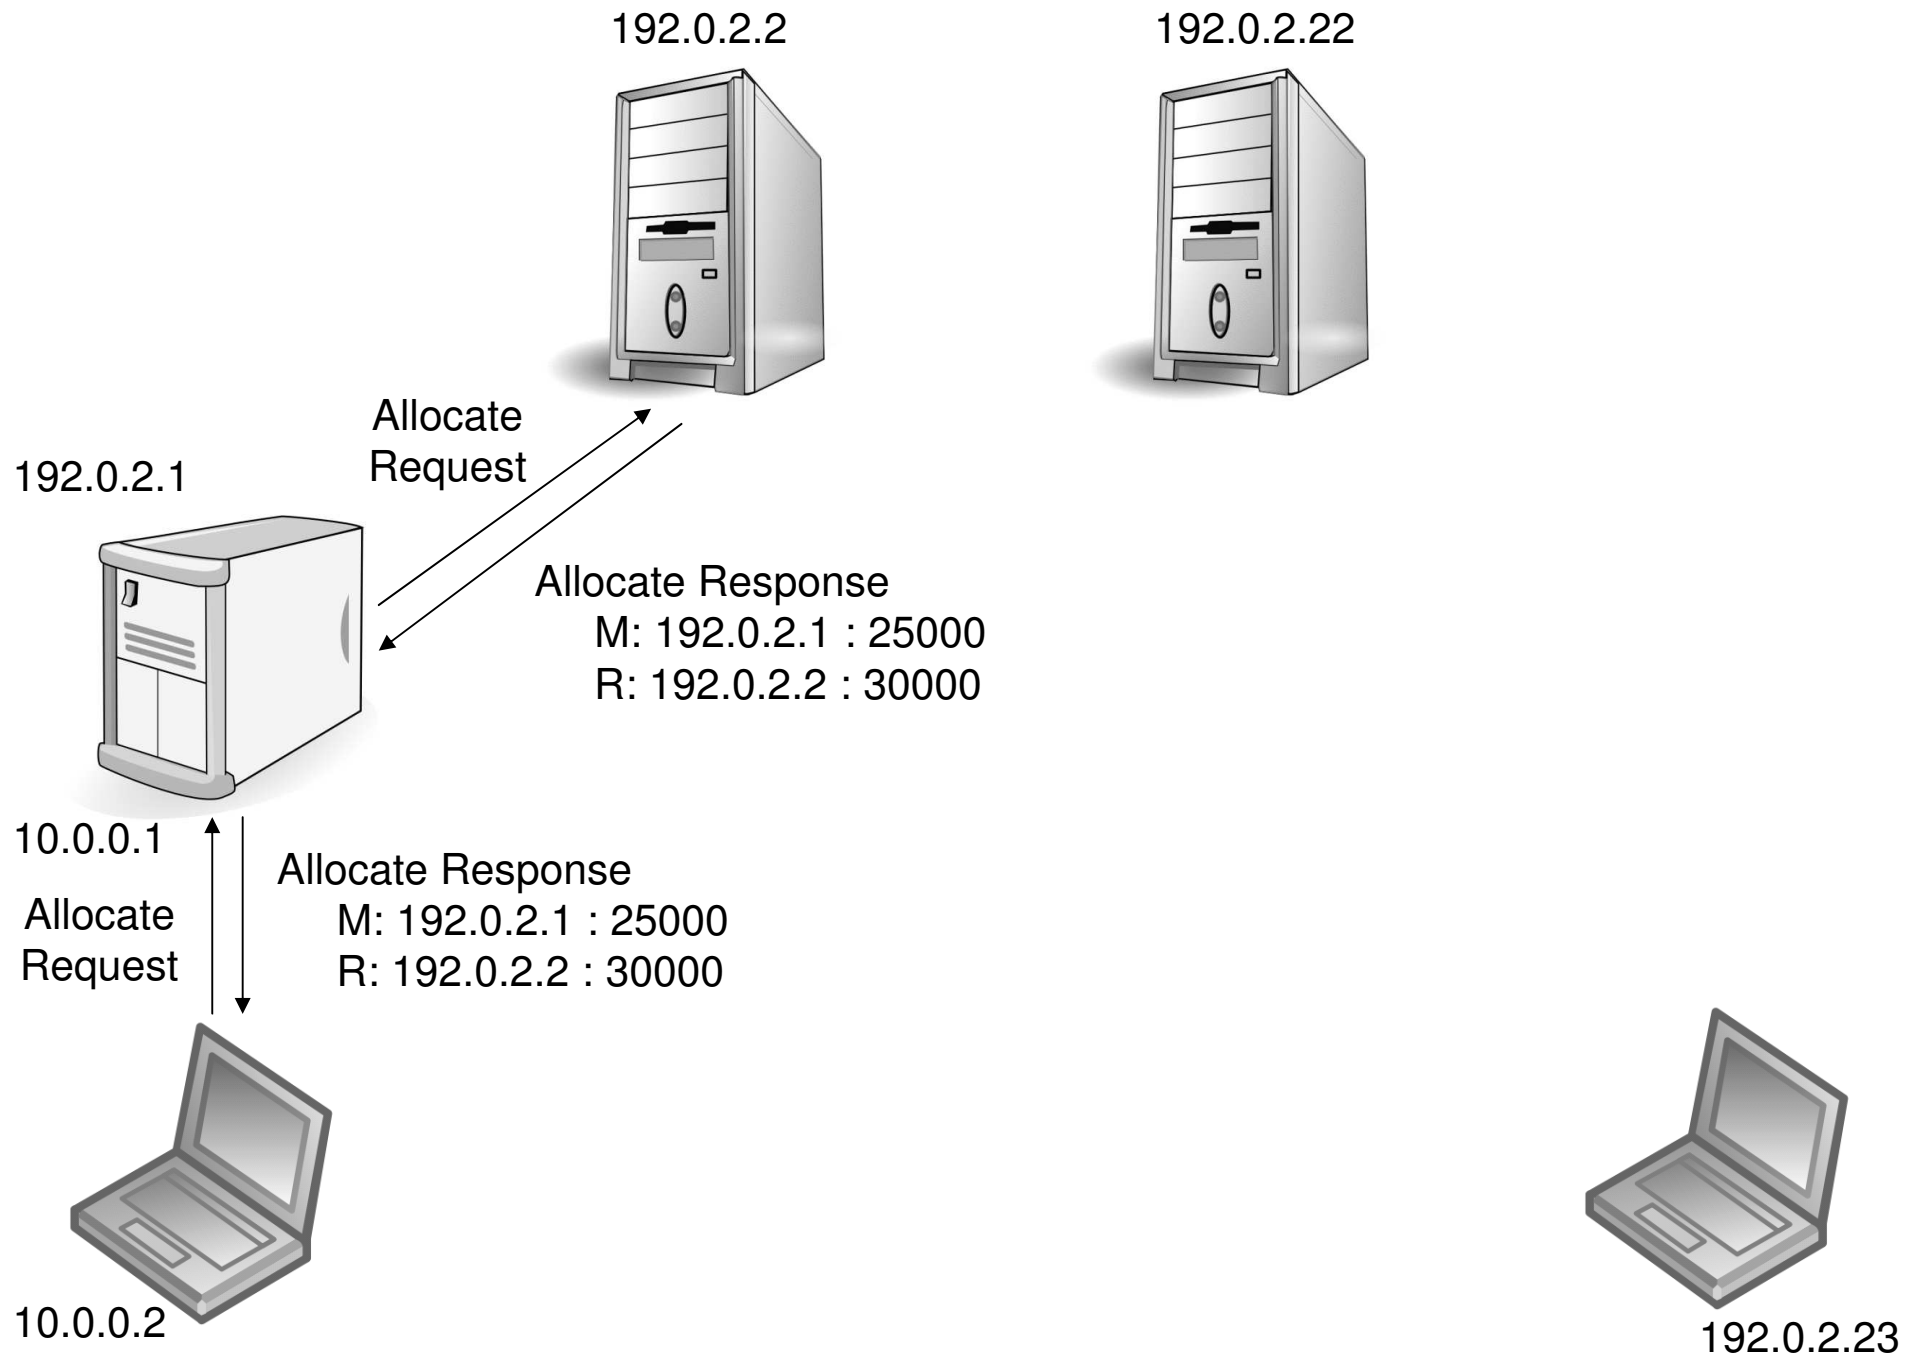 192.0.2.2
192.0.2.22
Allocate
Request
192.0.2.1
Allocate Response
M: 192.0.2.1 : 25000
R: 192.0.2.2 : 30000
10.0.0.1
Allocate
Request
Allocate Response
M: 192.0.2.1 : 25000
R: 192.0.2.2 : 30000
10.0.0.2
192.0.2.23